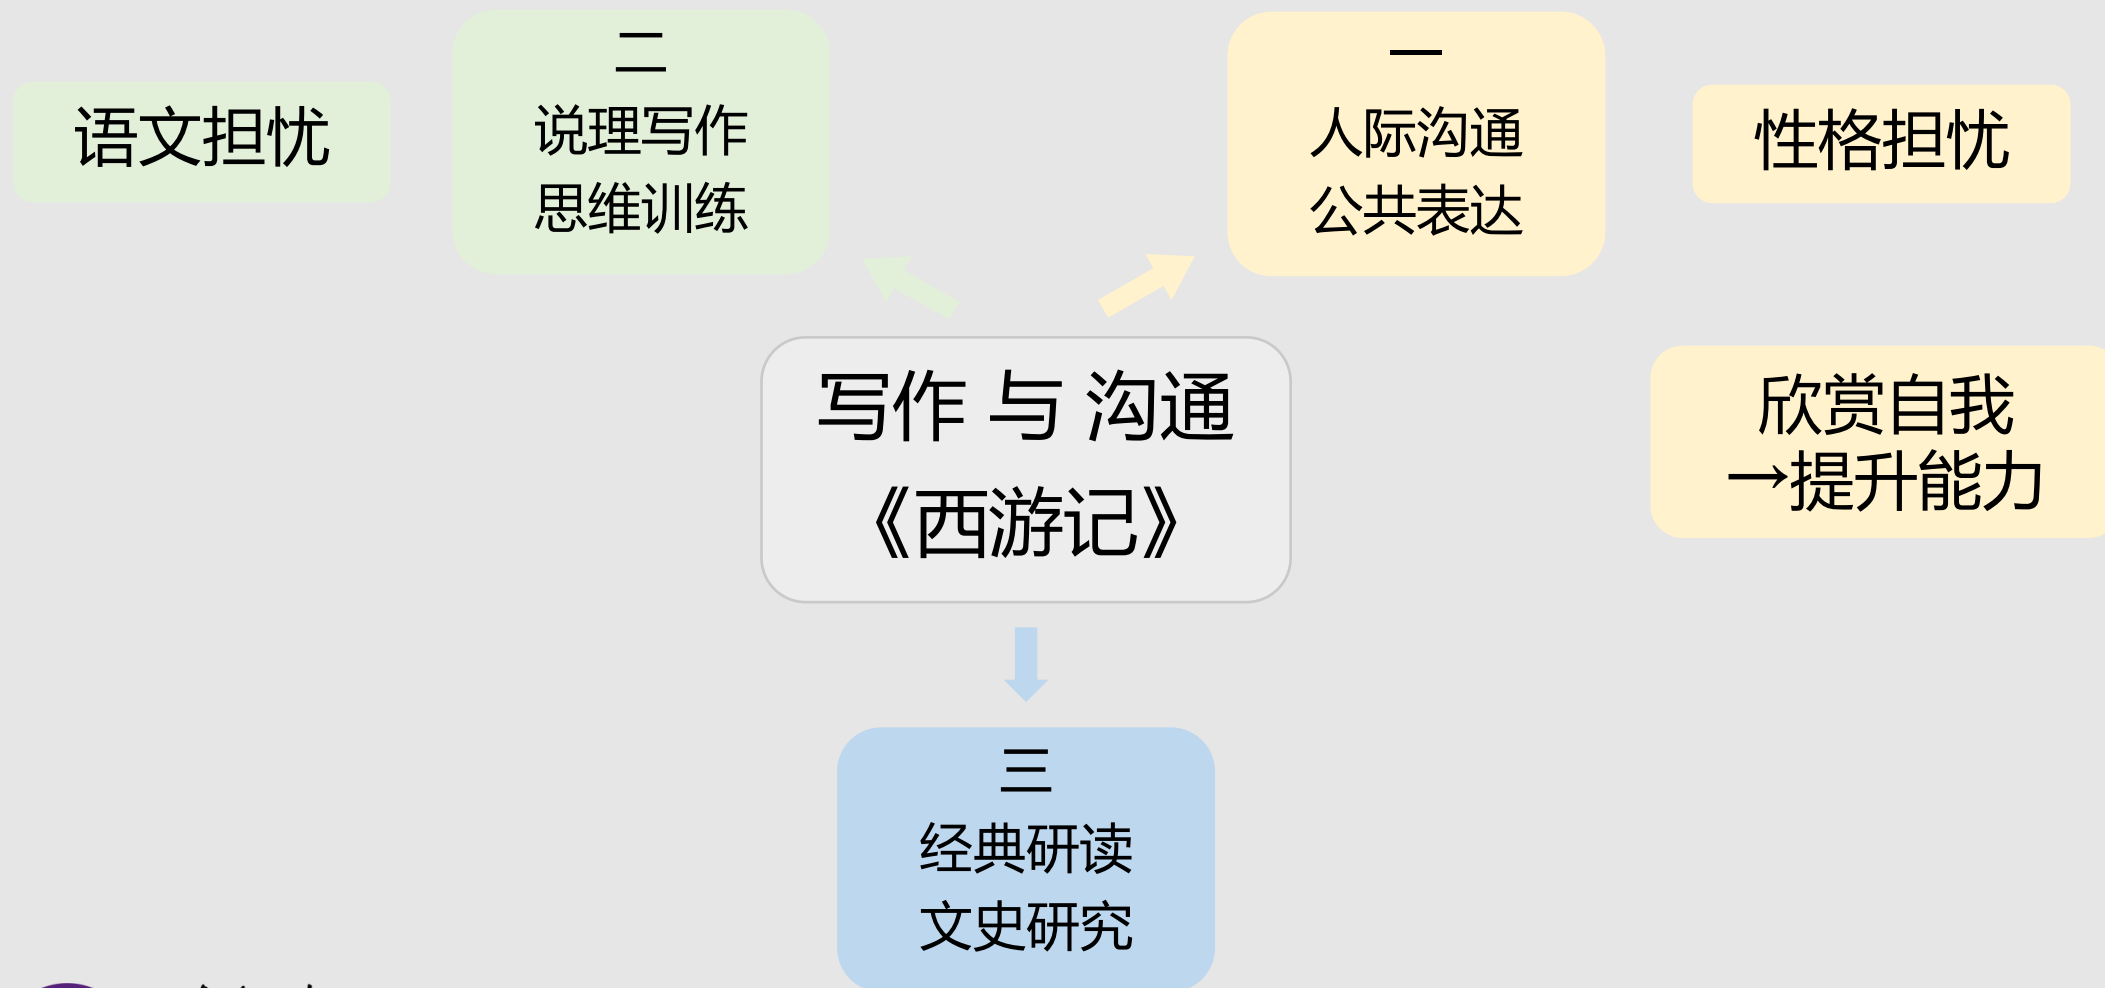 语文担忧
二
说理写作
思维训练
一
人际沟通
公共表达
性格担忧
写作 与 沟通
《西游记》
欣赏自我
→提升能力
三
经典研读
文史研究